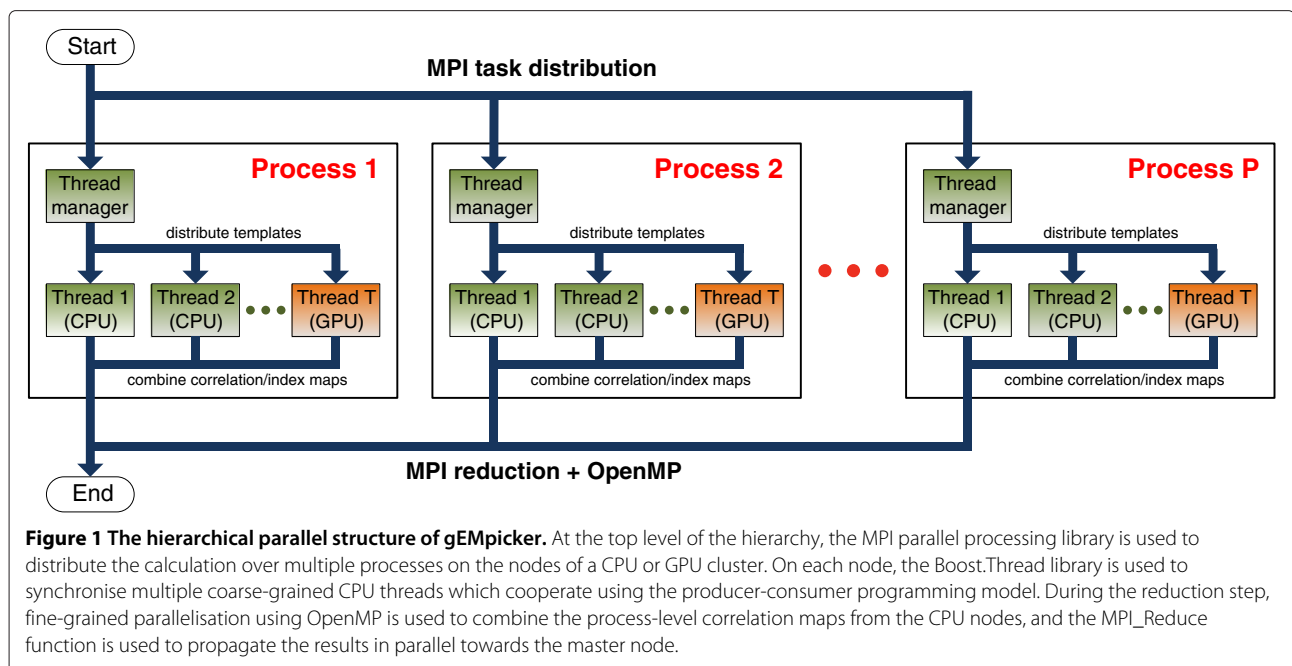 Start
MPI task distribution
Process 1
Thread
manager
distribute templates
Thread 1
(CPU)
Thread 2
(CPU)
Thread T
(GPU)
combine correlation/index maps
Process 2
Thread
manager
distribute templates
Thread 1
(CPU)
Thread 2
(CPU)
Thread T
(GPU)
combine correlation/index maps
Process P
Thread
manager
distribute templates
Thread 1
(CPU)
Thread 2
(CPU)
Thread T
(GPU)
combine correlation/index maps
MPI reduction + OpenMP
End
Figure 1 The hierarchical parallel structure of gEMpicker. At the top level of the hierarchy, the MPI parallel processing library is used to
distribute the calculation over multiple processes on the nodes of a CPU or GPU cluster. On each node, the Boost.Thread library is used to
synchronise multiple coarse-grained CPU threads which cooperate using the producer-consumer programming model. During the reduction step,
fine-grained parallelisation using OpenMP is used to combine the process-level correlation maps from the CPU nodes, and the MPI_Reduce
function is used to propagate the results in parallel towards the master node.